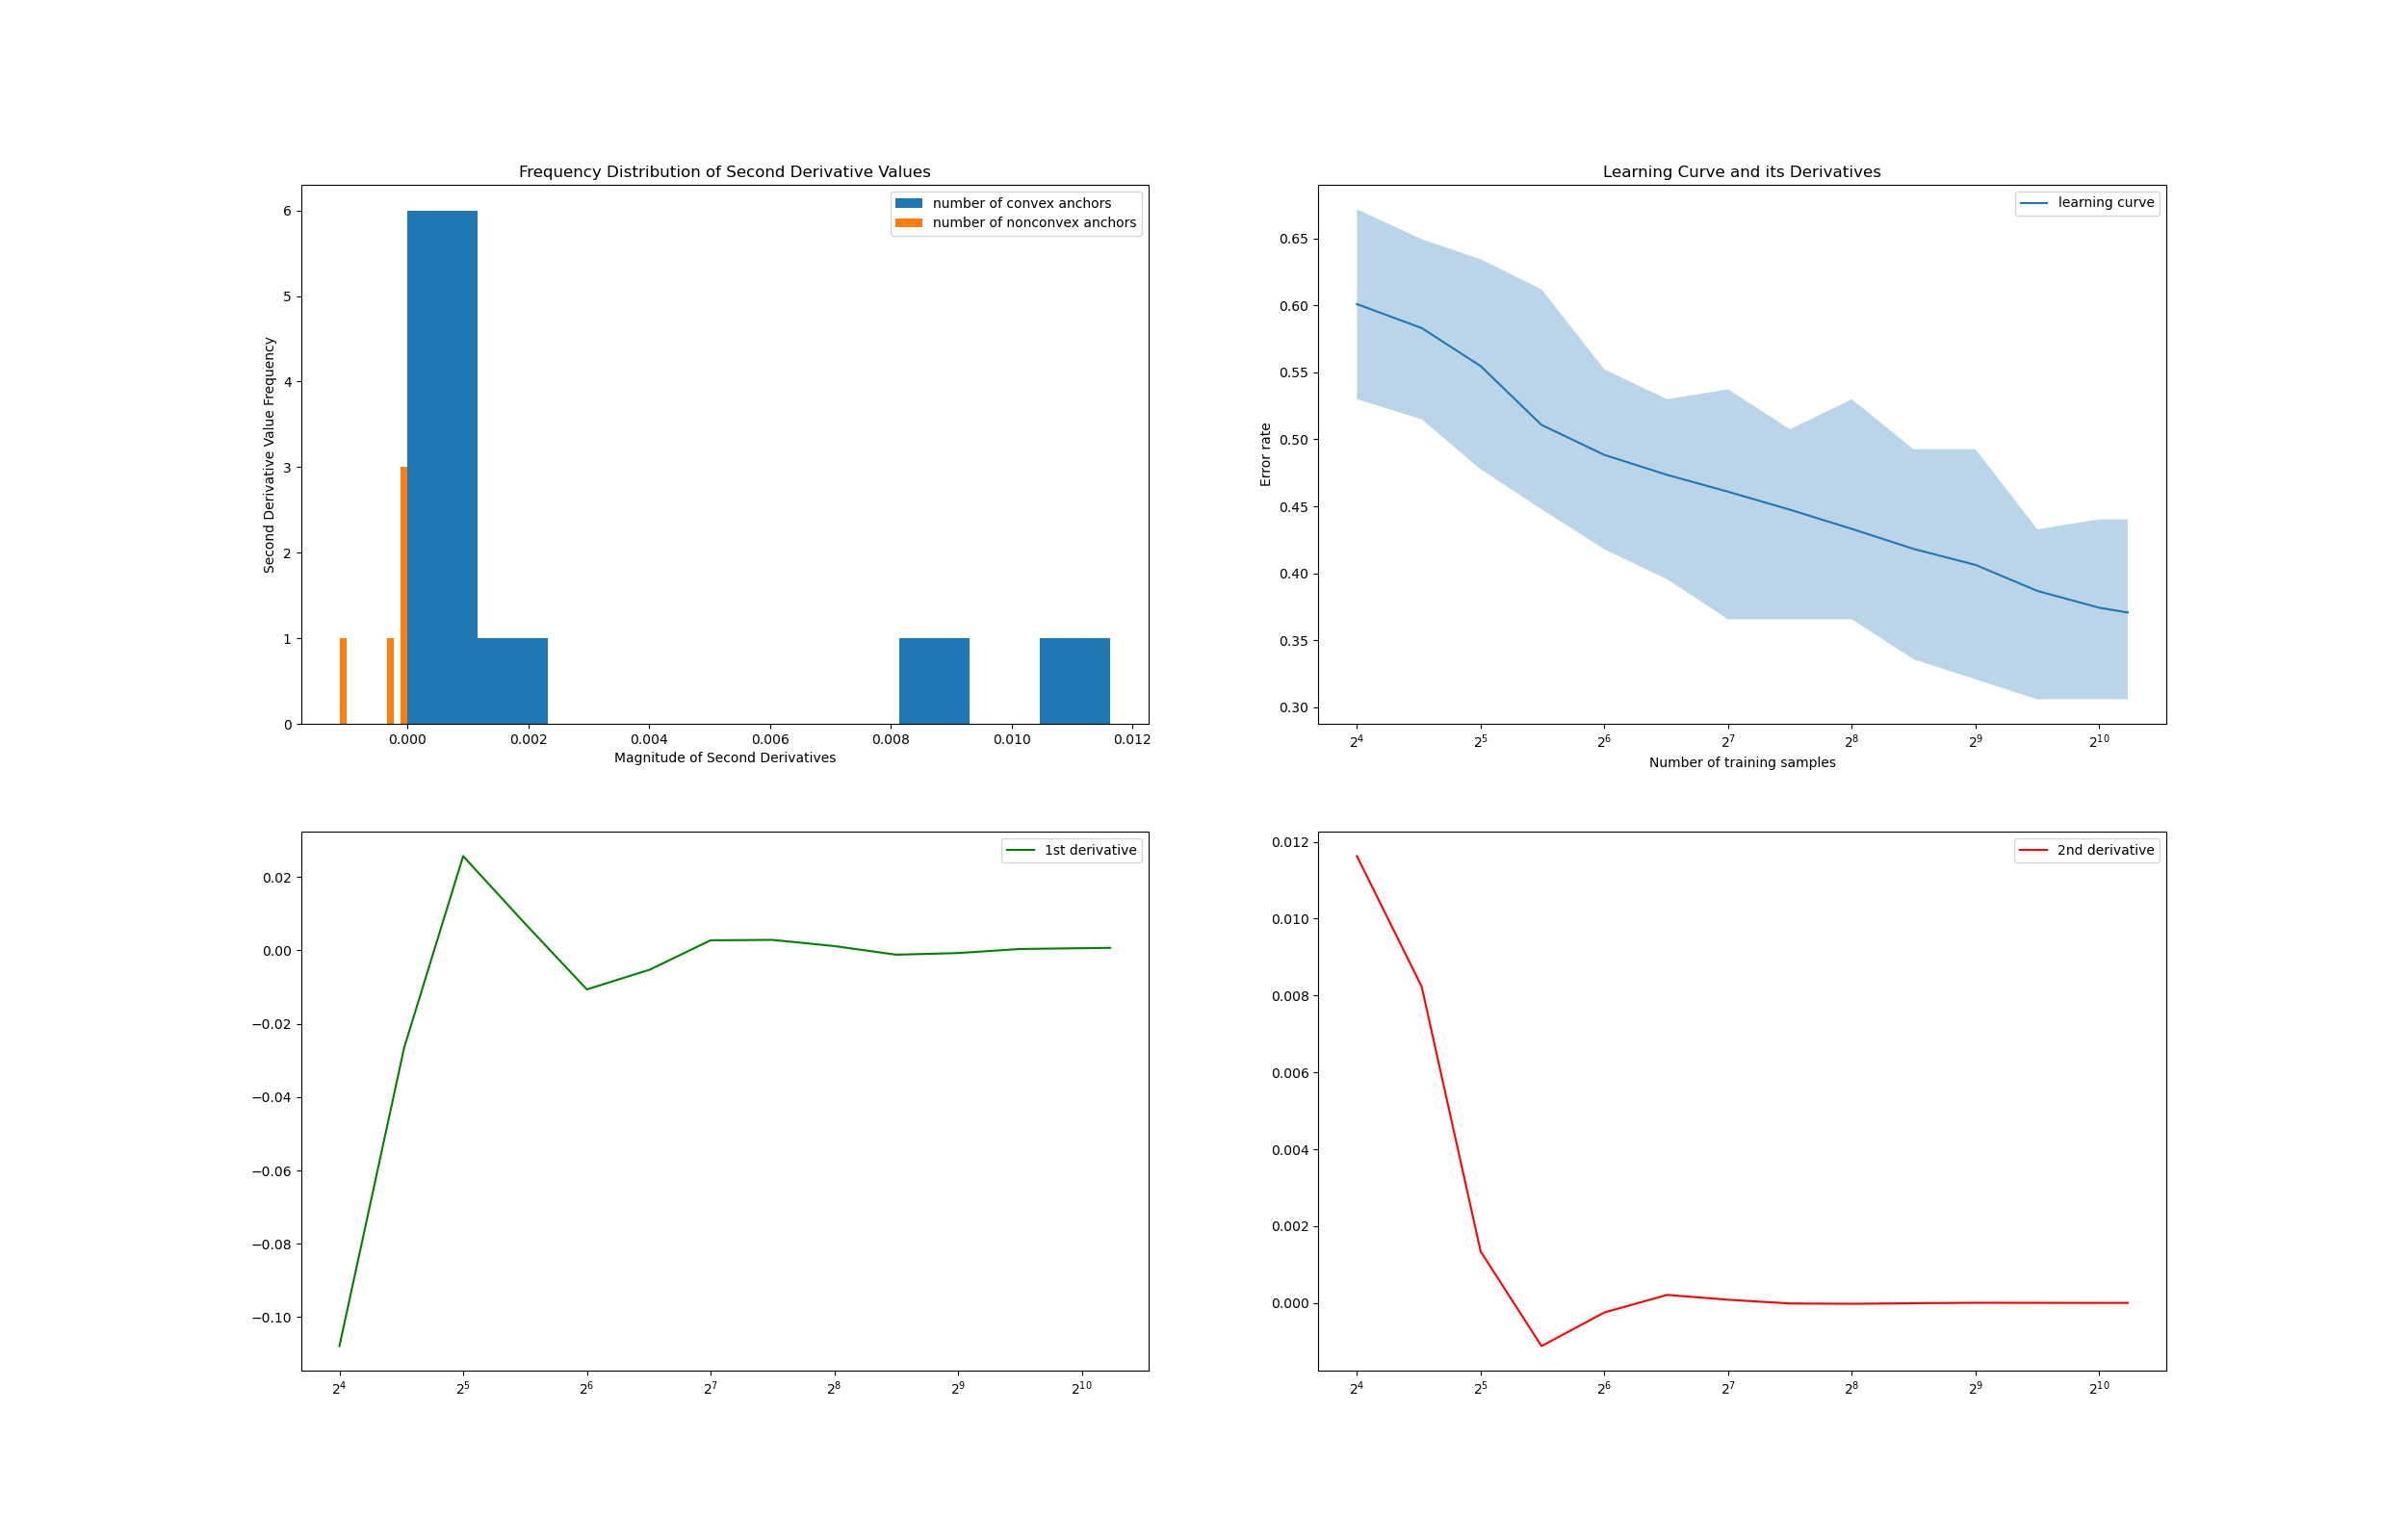 Frequency Distribution of Second Derivative Values
number of convex anchors
number of nonconvex anchors
Second Derivative Value Frequency
6
5
4
3
2
1
0
0.000 0.002 0.004 0.006 0.008 0.010 0.012
Magnitude of Second Derivatives
Learning Curve and its Derivatives
learning curve
Error rate
0.65
0.60
0.55
0.50
0.45
0.40
0.35
0.30
2^4 2^5 2^6 2^7 2^8 2^9 2^10
Number of training samples
1st derivative
0.02
0.00
−0.02
−0.04
−0.06
−0.08
−0.10
2^4 2^5 2^6 2^7 2^8 2^9 2^10
2nd derivative
0.012
0.010
0.008
0.006
0.004
0.002
0.000
2^4 2^5 2^6 2^7 2^8 2^9 2^10